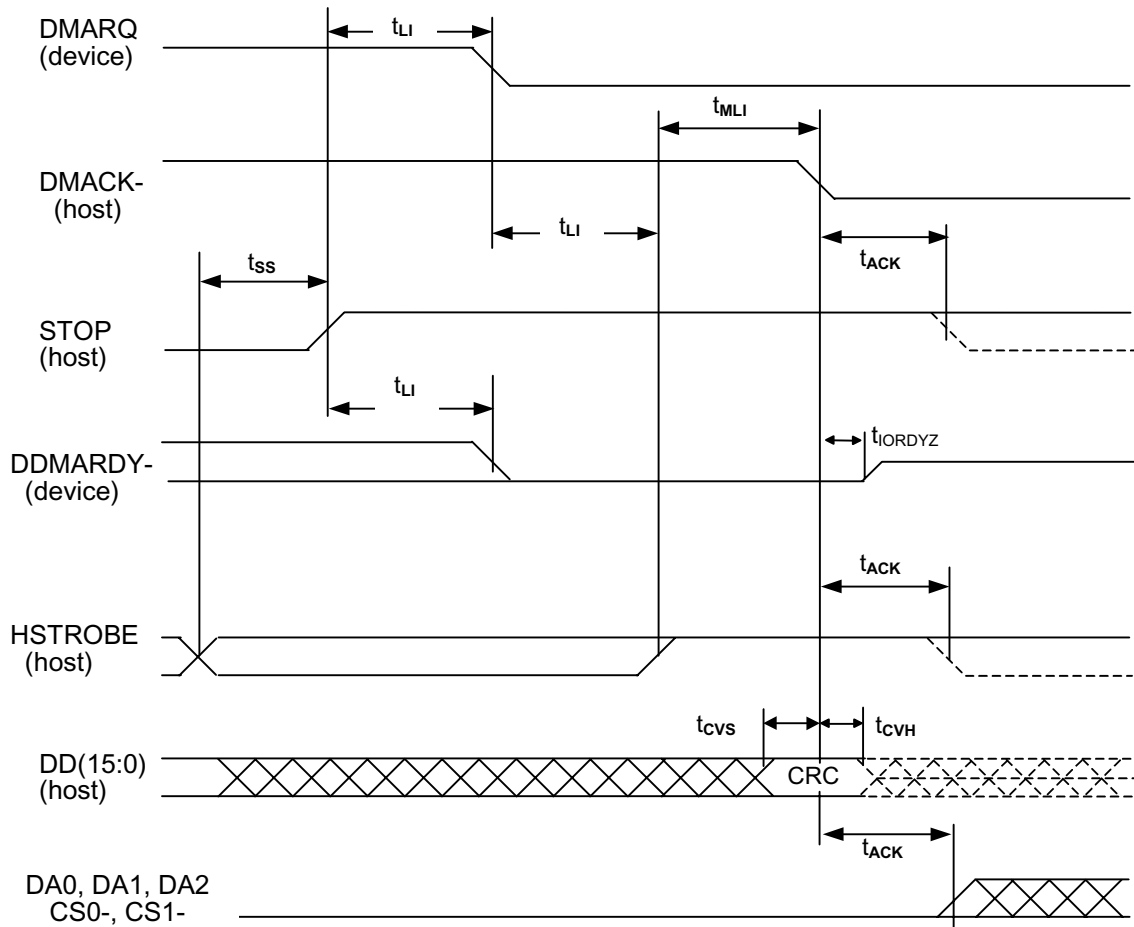 DMARQ
(device)
tLI
tMLI
DMACK-
(host)
tLI
tACK
tSS
STOP
(host)
tLI
tIORDYZ
DDMARDY-
(device)
tACK
HSTROBE
(host)
tCVS
tCVH
DD(15:0)
(host)
CRC
tACK
DA0, DA1, DA2
CS0-, CS1-